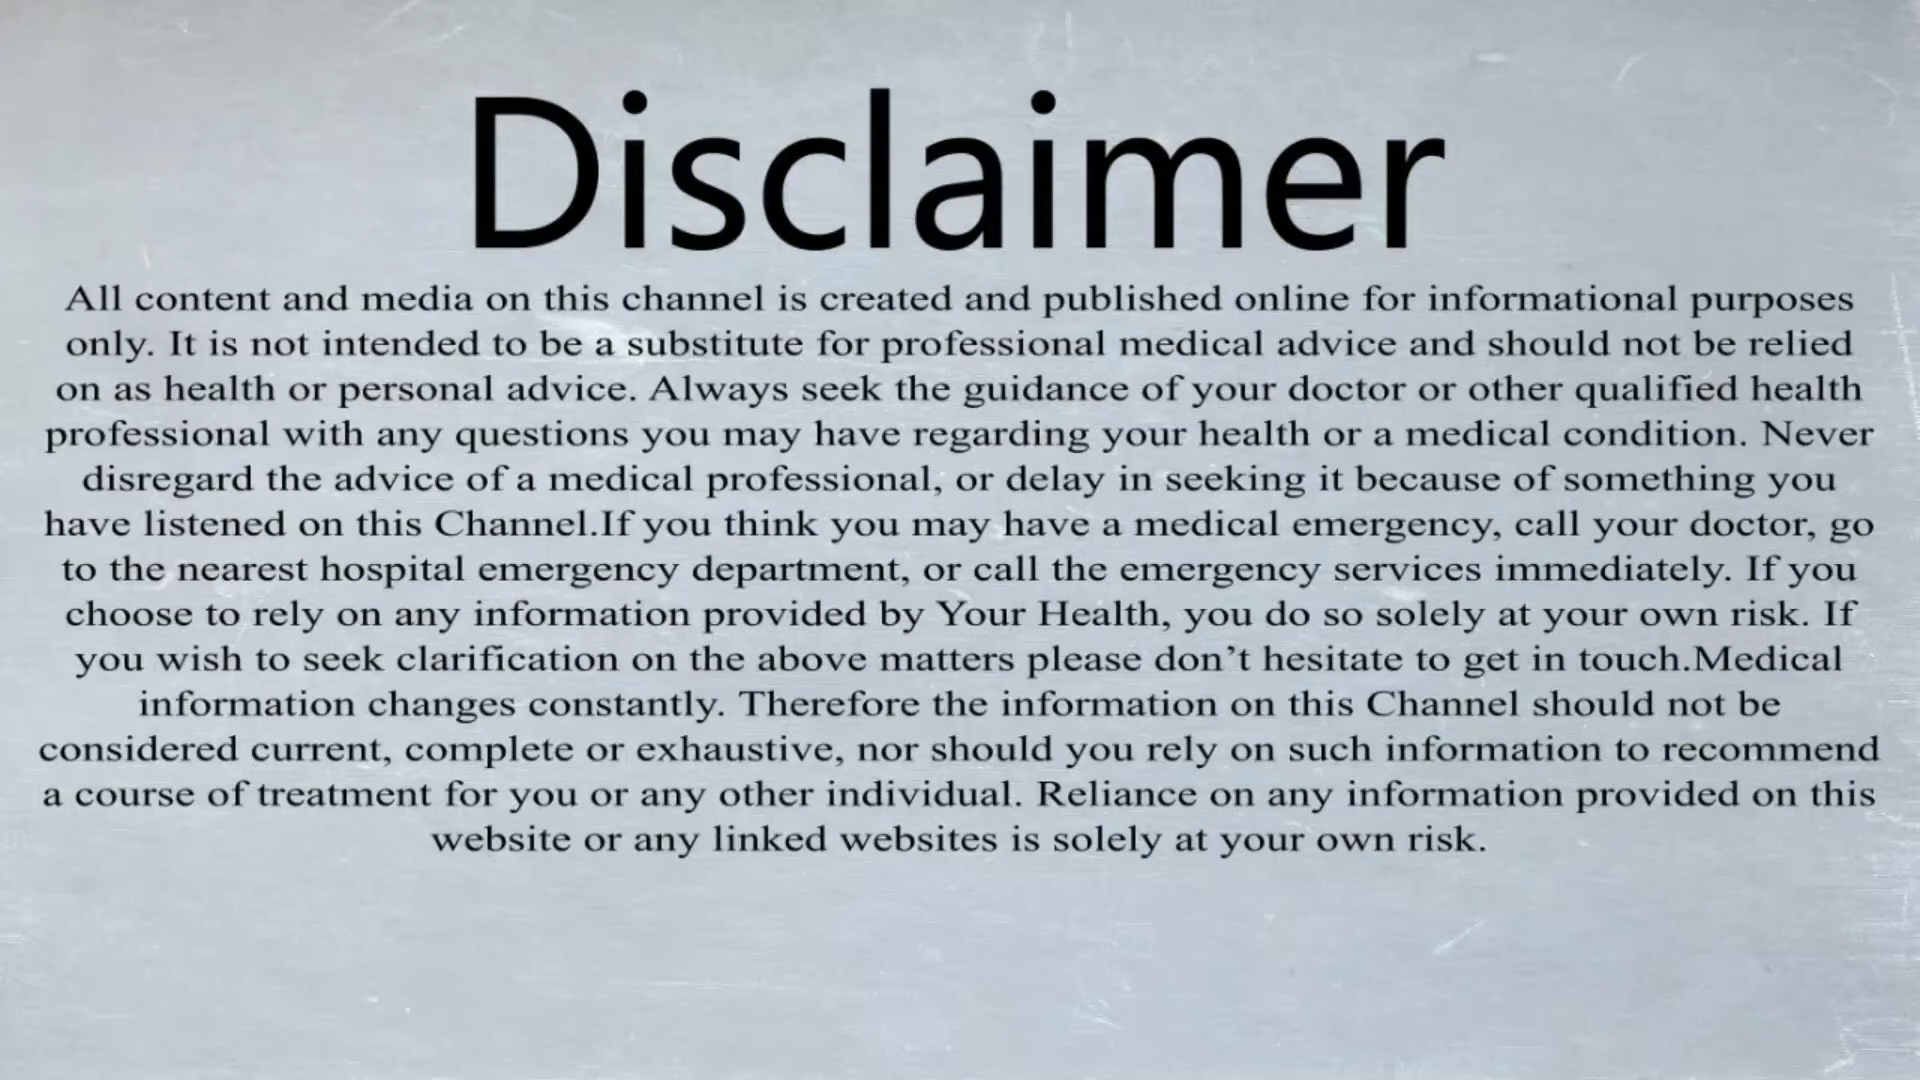 Disclaimer
All content and media on this channel is created and published online for informational purposes
only. It is not intended to be a substitute for professional medical advice and should not be relied
on as health or personal advice. Always seek the guidance of your doctor or other qualified health
professional with any questions you may have regarding your health or a medical condition. Never
disregard the advice of a medical professional, or delay in seeking it because of something you
have listened on this Channel.If you think you may have a medical emergency, call your doctor, go
to the nearest hospital emergency department, or call the emergency services immediately. If you
choose to rely on any information provided by Your Health, you do so solely at your own risk. If
you wish to seek clarification on the above matters please don’t hesitate to get in touch.Medical
information changes constantly. Therefore the information on this Channel should not be
considered current, complete or exhaustive, nor should you rely on such information to recommend
a course of treatment for you or any other individual. Reliance on any information provided on this
website or any linked websites is solely at your own risk.